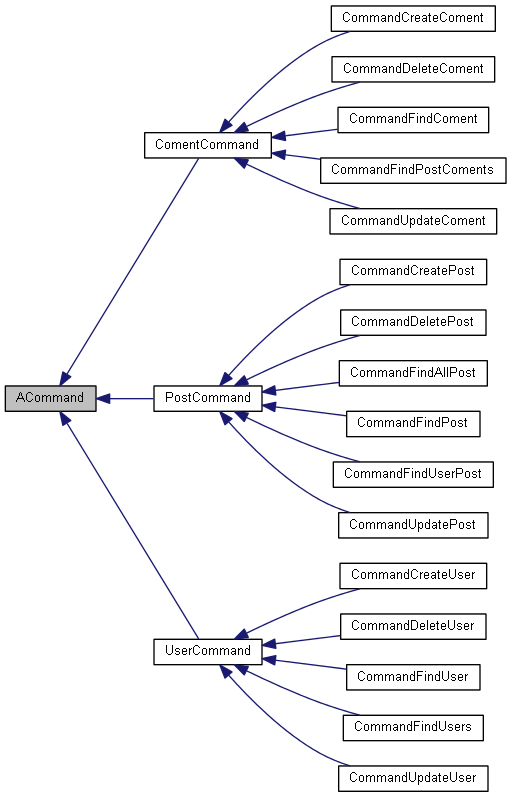 CommandCreateComent
CommandDeleteComent
CommandFindComent
ComentCommand
CommandFindPostComents
CommandUpdateComent
CommandCreatePost
CommandDeletePost
CommandFindAllPost
ACommand
PostCommand
CommandFindPost
CommandFindUserPost
CommandUpdatePost
CommandCreateUser
CommandDeleteUser
UserCommand
CommandFindUser
CommandFindUsers
CommandUpdateUser